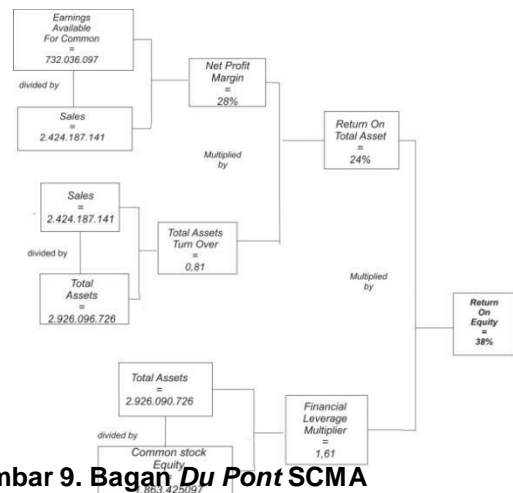 Earnings
Available
For Common
=
732.036.097
divided by
Sales
=
2.424.187.141
Net Profit
Margin
=
28%
Multiplied
by
Sales
=
2.424.187.141
divided by
Total
Assets
=
2.926.096.726
Total Assets
Turn Over
=
0,81
Return On
Total Asset
=
24%
Multiplied
by
Total Assets
=
2.926.090.726
divided by
Common stock
Equity
=
1.863.425097
Financial
Leverage
Multiplier
=
1,61
Return
On
Equity
=
38%
mbar 9. Bagan Du Pont SCMA